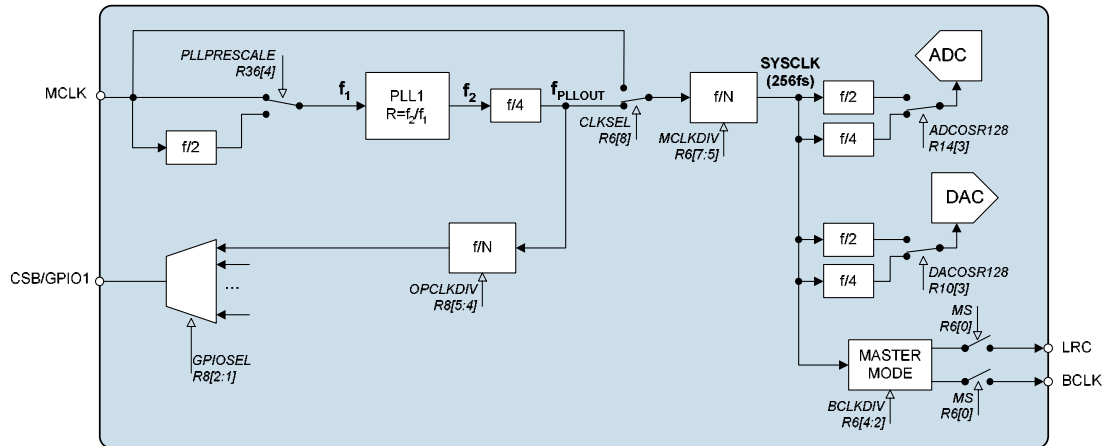 MCLK
PLLPRESCALE
R36[4]
f/2
f1
PLL1
R=f2/f1
f2
f/4
fPLLOUT
CLKSEL
R6[8]
f/N
MCLKDIV
R6[7:5]
SYSCLK
(256fs)
f/2
f/4
ADC
ADCOSR128
R14[3]
DAC
f/2
f/4
DACOSR128
R10[3]
CSB/GPIO1
...
GPIOSEL
R8[2:1]
f/N
OPCLKDIV
R8[5:4]
MASTER
MODE
BCLKDIV
R6[4:2]
MS
R6[0]
LRC
BCLK
MS
R6[0]